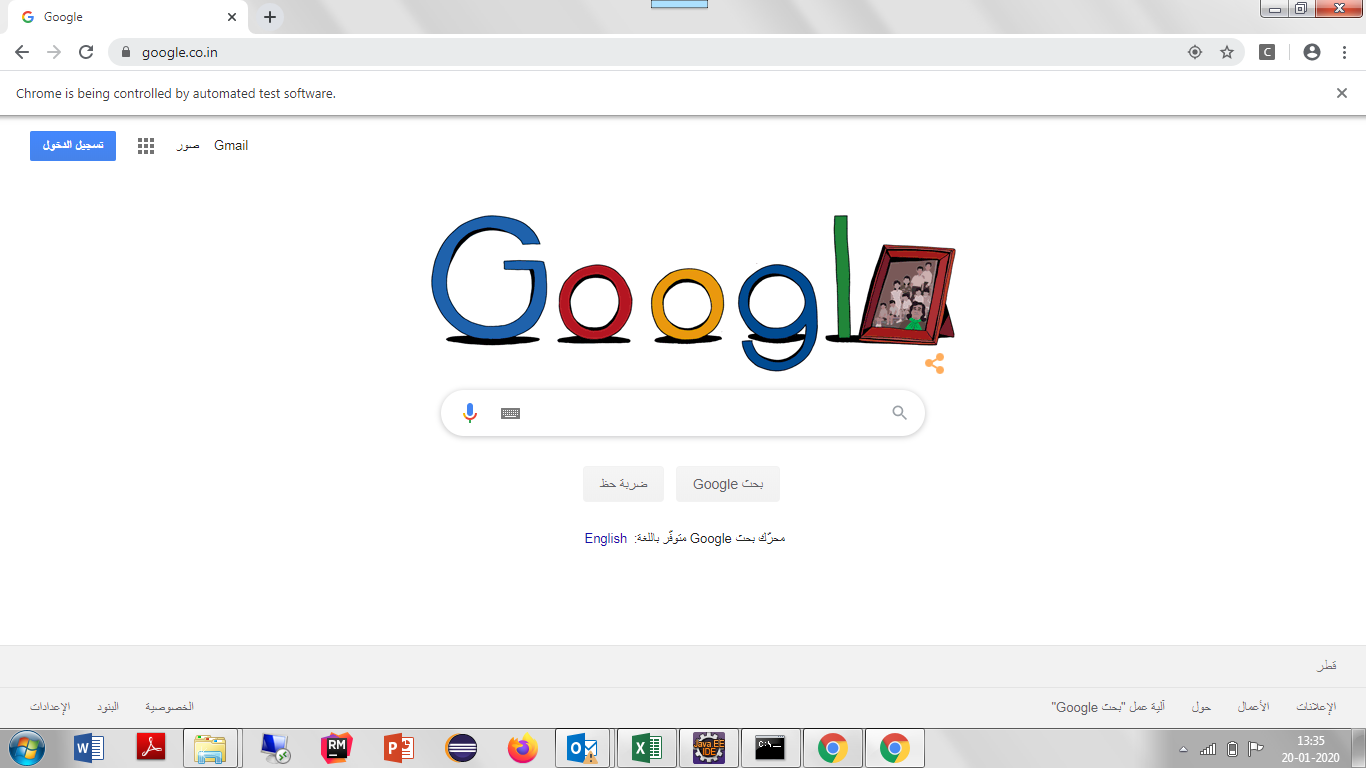 Google
google.co.in
Chrome is being controlled by automated test software.
تسجيل الدخول صور Gmail
Googl
بحث Google ضربة حظ
محرّك بحث Google متوفّر باللغة: English
قطر
الإعلانات الأعمال حول آلية عمل "بحث Google" الخصوصية البنود الإعدادات
RM
Java EE IDE
C:\_
13:35
20-01-2020